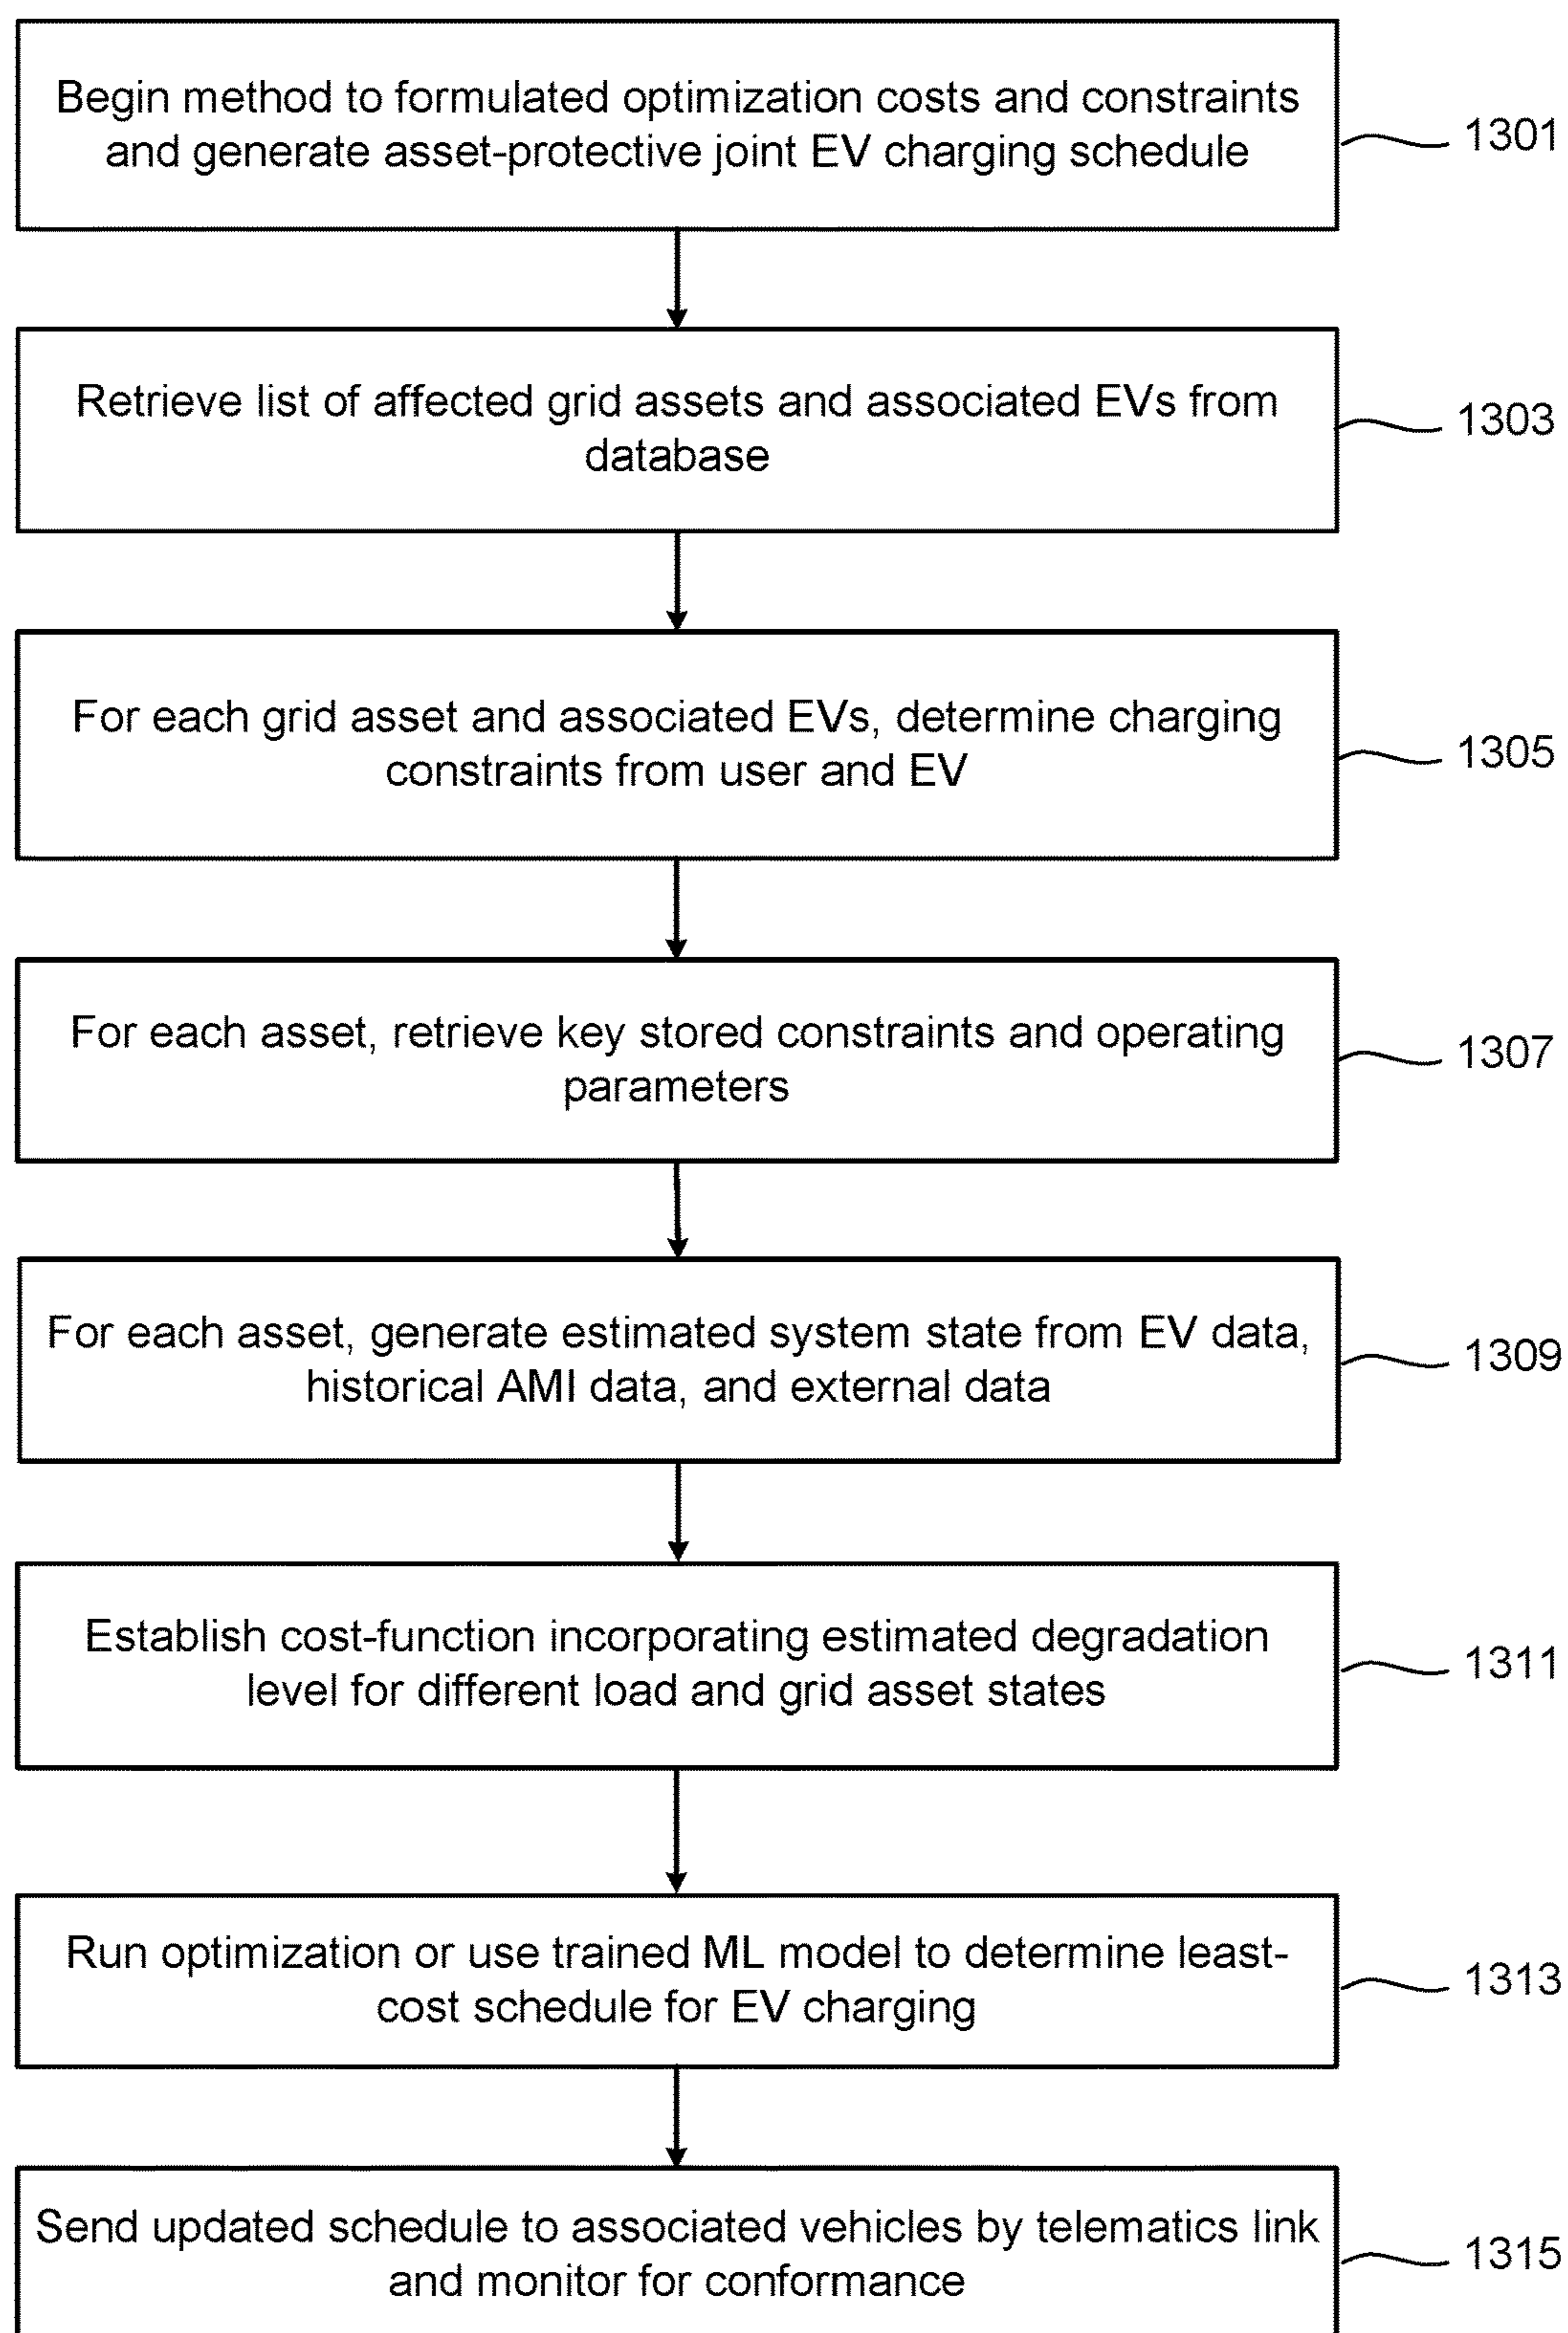 Begin method to formulated optimization costs and constraints
and generate asset-protective joint EV charging schedule
1301
Retrieve list of affected grid assets and associated EVs from
database
1303
For each grid asset and associated EVs, determine charging
constraints from user and EV
1305
For each asset, retrieve key stored constraints and operating
parameters
1307
For each asset, generate estimated system state from EV data,
historical AMI data, and external data
1309
Establish cost-function incorporating estimated degradation
level for different load and grid asset states
1311
Run optimization or use trained ML model to determine least-
cost schedule for EV charging
1313
Send updated schedule to associated vehicles by telematics link
and monitor for conformance
1315